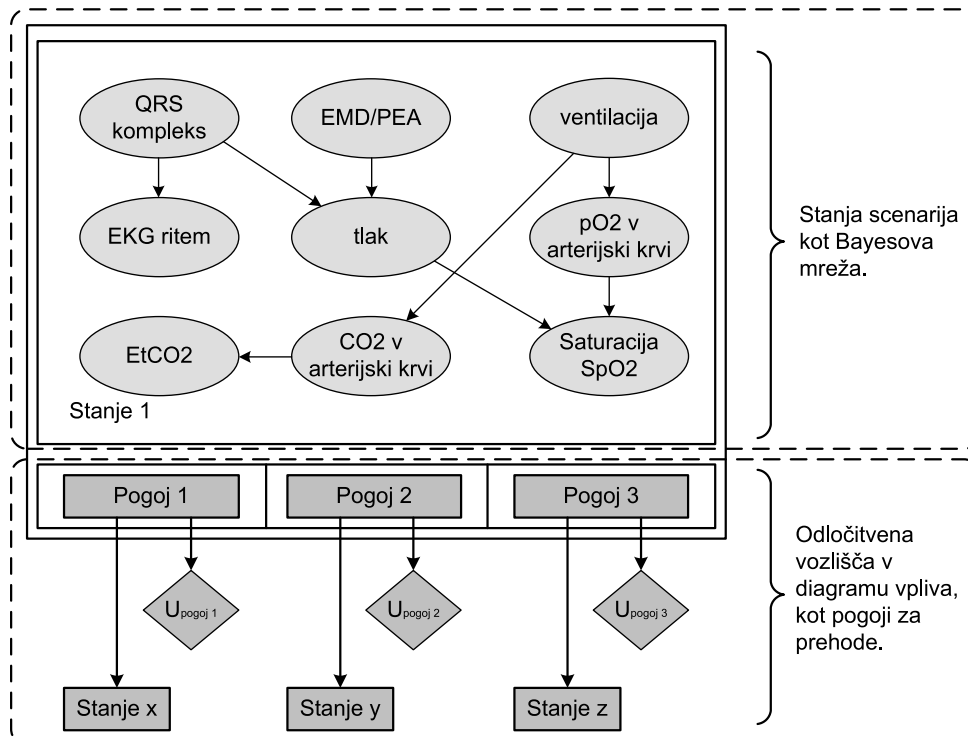 QRS
kompleks
EMD/PEA
ventilacija
EKG ritem
tlak
pO2 v
arterijski krvi
EtCO2
CO2 v
arterijski krvi
Saturacija
SpO2
Stanje 1
Stanja scenarija
kot Bayesova
mreža.
Pogoj 1
Pogoj 2
Pogoj 3
Upogoj 1
Upogoj 2
Upogoj 3
Stanje x
Stanje y
Stanje z
Odločitvena
vozlišča v
diagramu vpliva,
kot pogoji za
prehode.